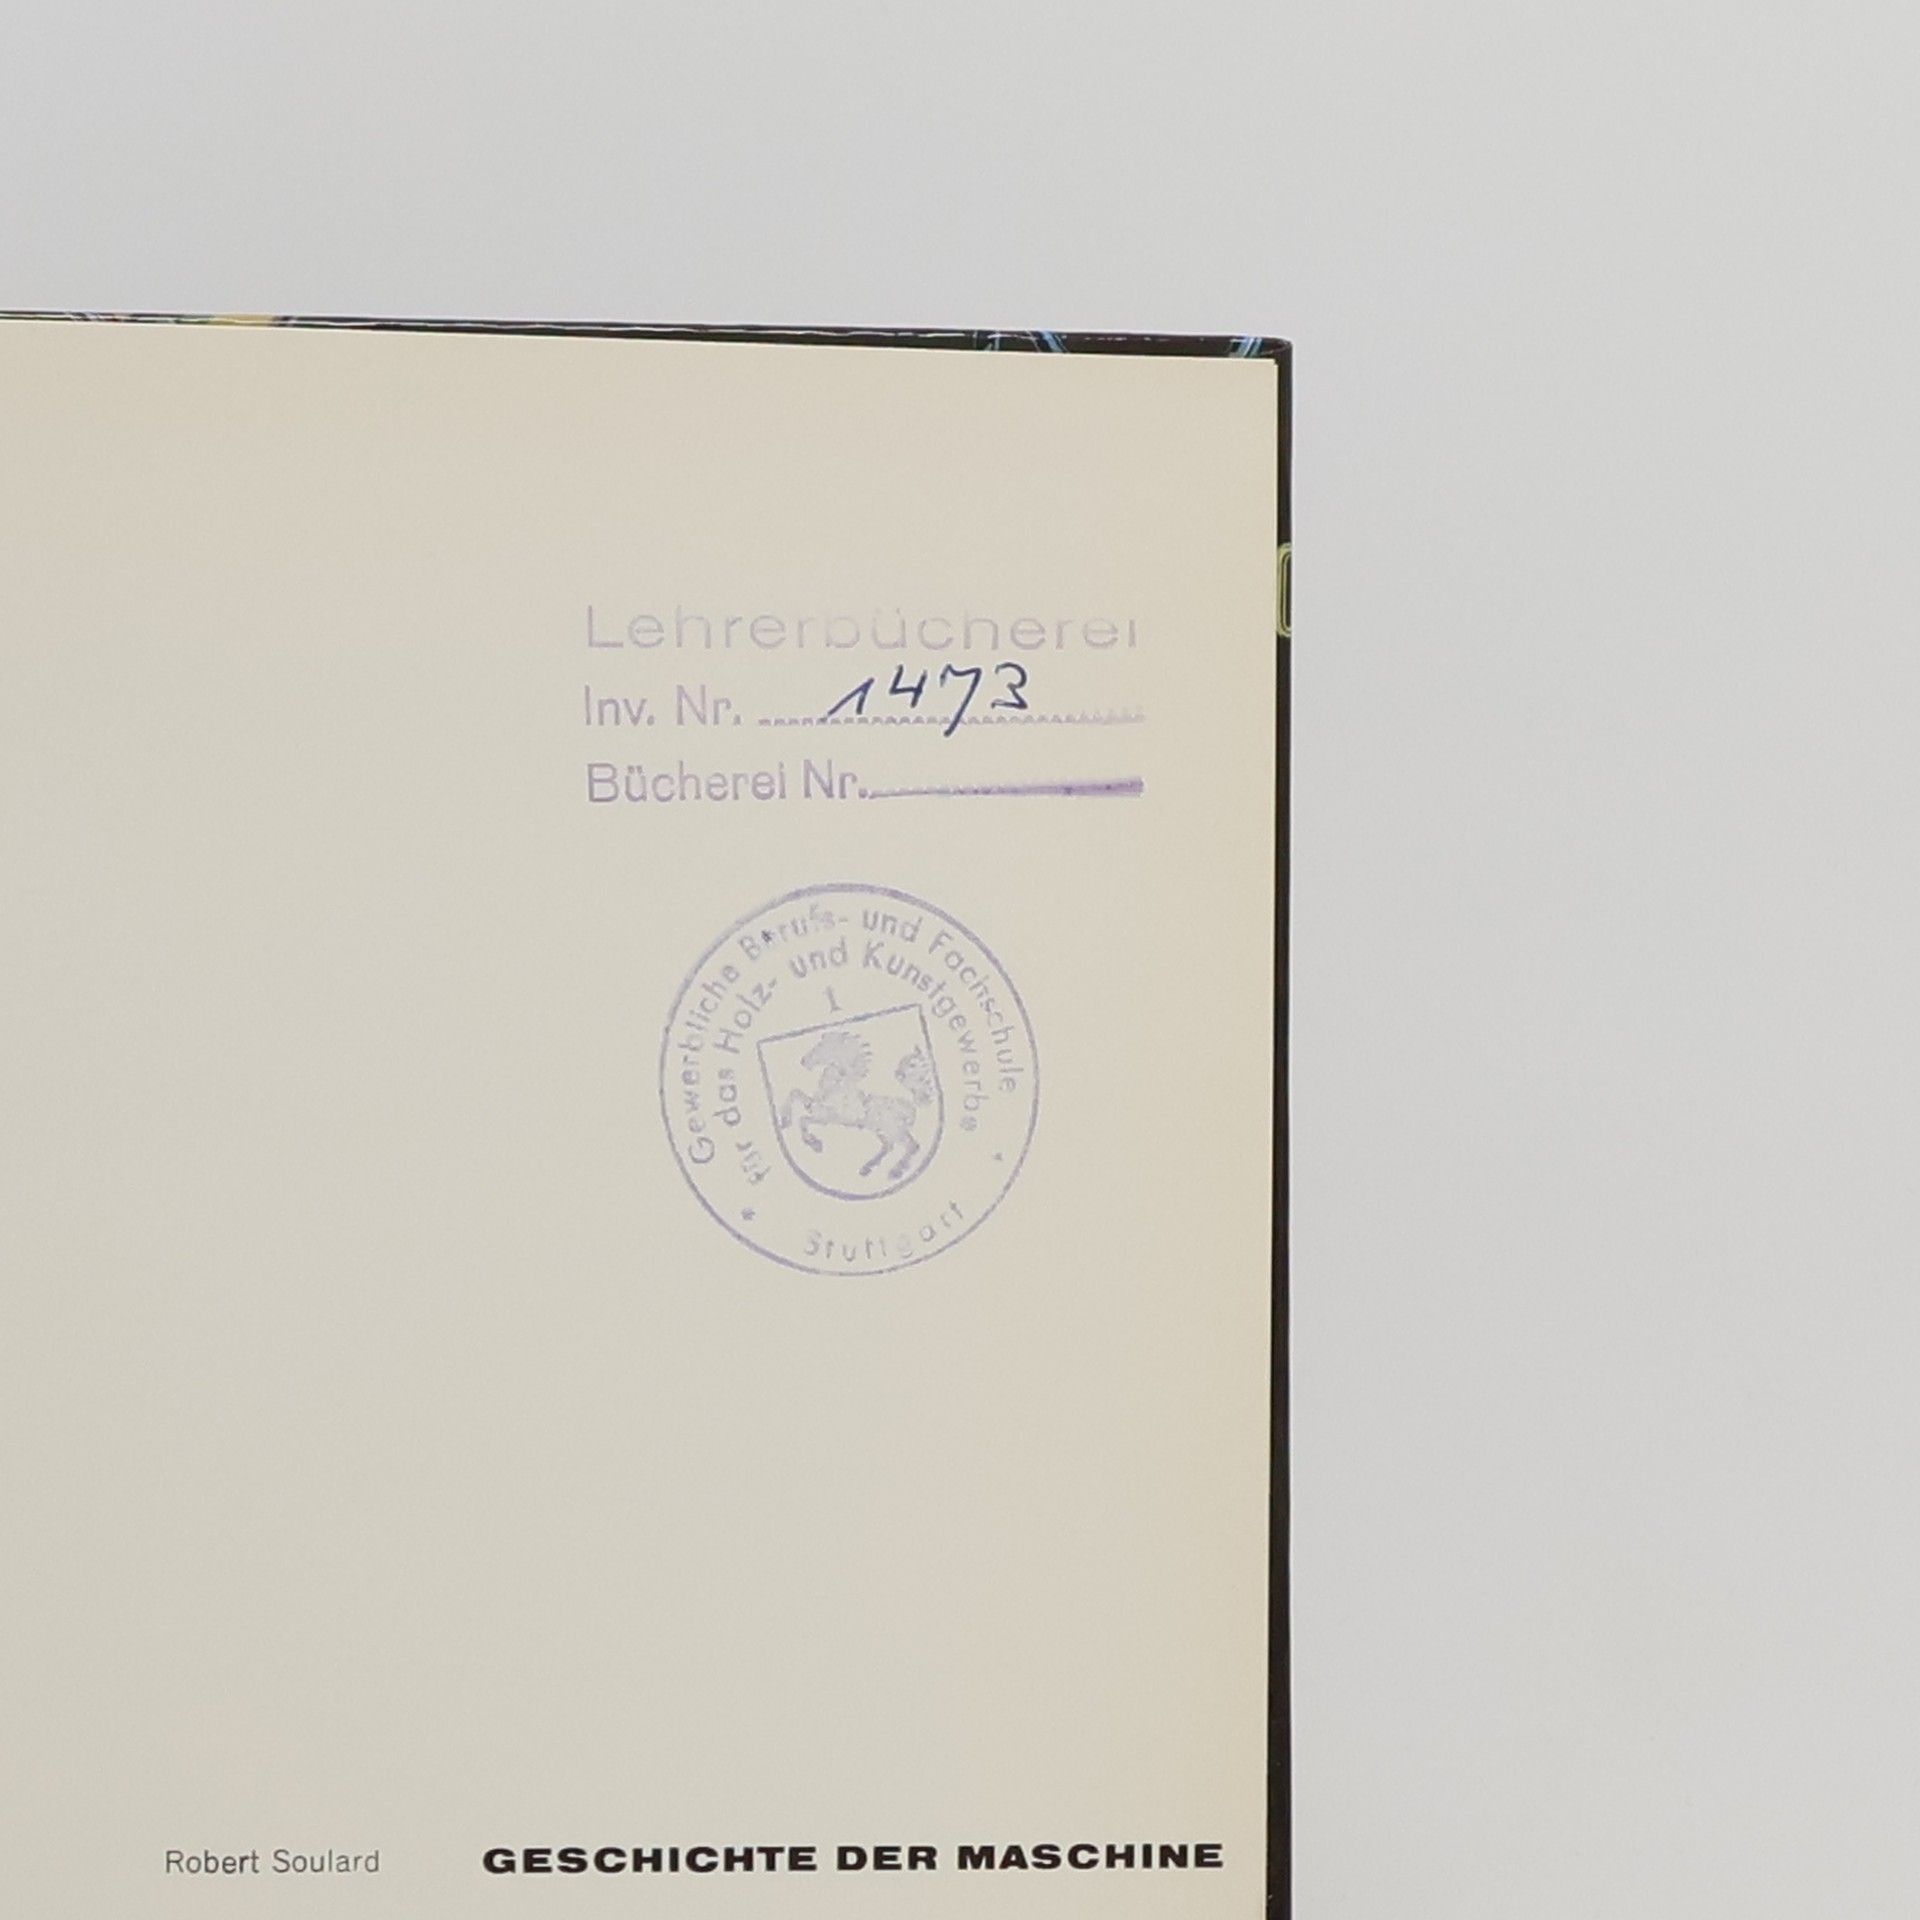 Lehrerbücherei
Inv. Nr. 1473
Bücherei Nr.
Gewerbliche Berufs- und Fachschule
für das Holz- und Kunstgewerbe
1
Stuttgart
Robert Soulard GESCHICHTE DER MASCHINE